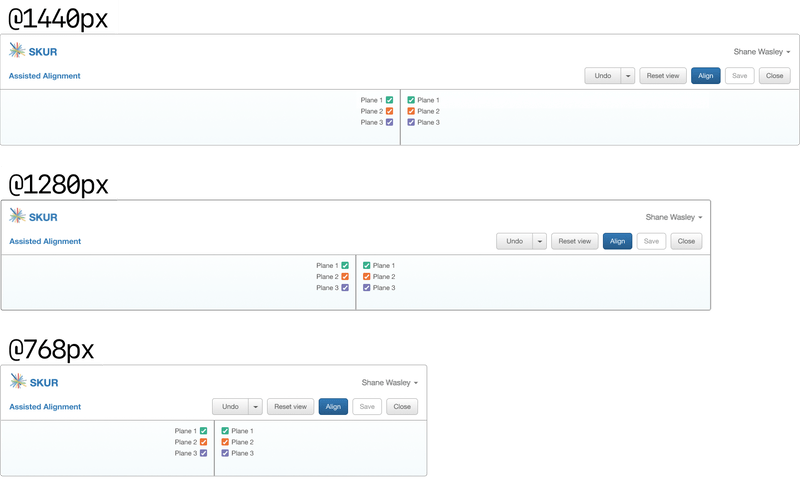 @1440px
SKUR
Shane Wasley
Assisted Alignment
Undo Reset view Align Save Close
Plane 1 Plane 1
Plane 2 Plane 2
Plane 3 Plane 3
@1280px
SKUR
Shane Wasley
Assisted Alignment
Undo Reset view Align Save Close
Plane 1 Plane 1
Plane 2 Plane 2
Plane 3 Plane 3
@768px
SKUR
Shane Wasley
Assisted Alignment
Undo Reset view Align Save Close
Plane 1 Plane 1
Plane 2 Plane 2
Plane 3 Plane 3